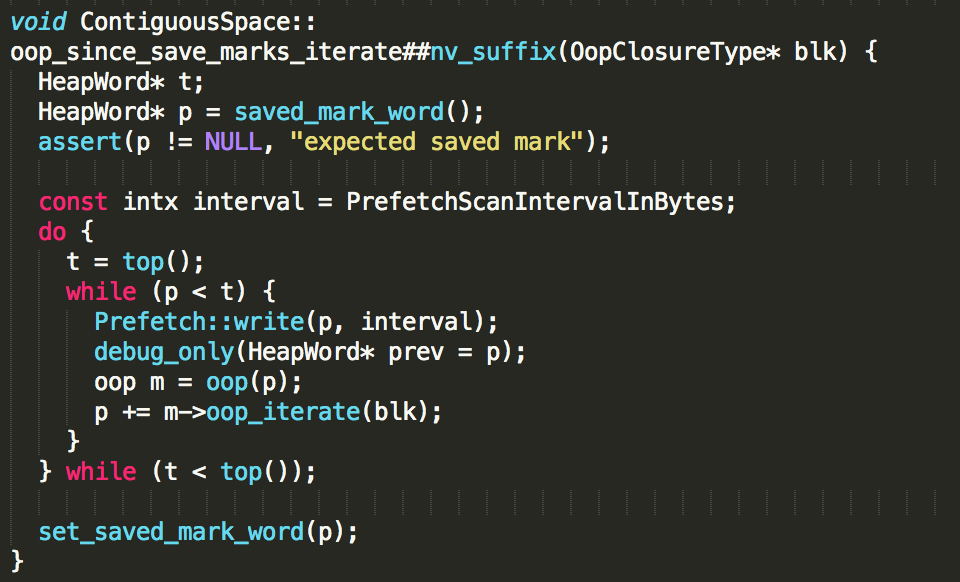 void ContiguousSpace::
oop_since_save_marks_iterate##nv_suffix(OopClosureType* blk) {
  HeapWord* t;
  HeapWord* p = saved_mark_word();
  assert(p != NULL, "expected saved mark");

  const intx interval = PrefetchScanIntervalInBytes;
  do {
    t = top();
    while (p < t) {
      Prefetch::write(p, interval);
      debug_only(HeapWord* prev = p);
      oop m = oop(p);
      p += m->oop_iterate(blk);
    }
  } while (t < top());

  set_saved_mark_word(p);
}